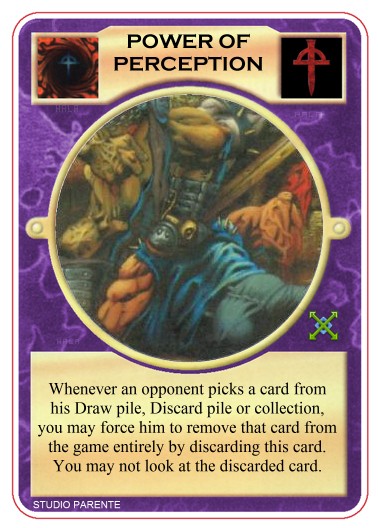 POWER OF
PERCEPTION
Whenever an opponent picks a card from
his Draw pile, Discard pile or collection,
you may force him to remove that card from
the game entirely by discarding this card.
You may not look at the discarded card.
STUDIO PARENTE